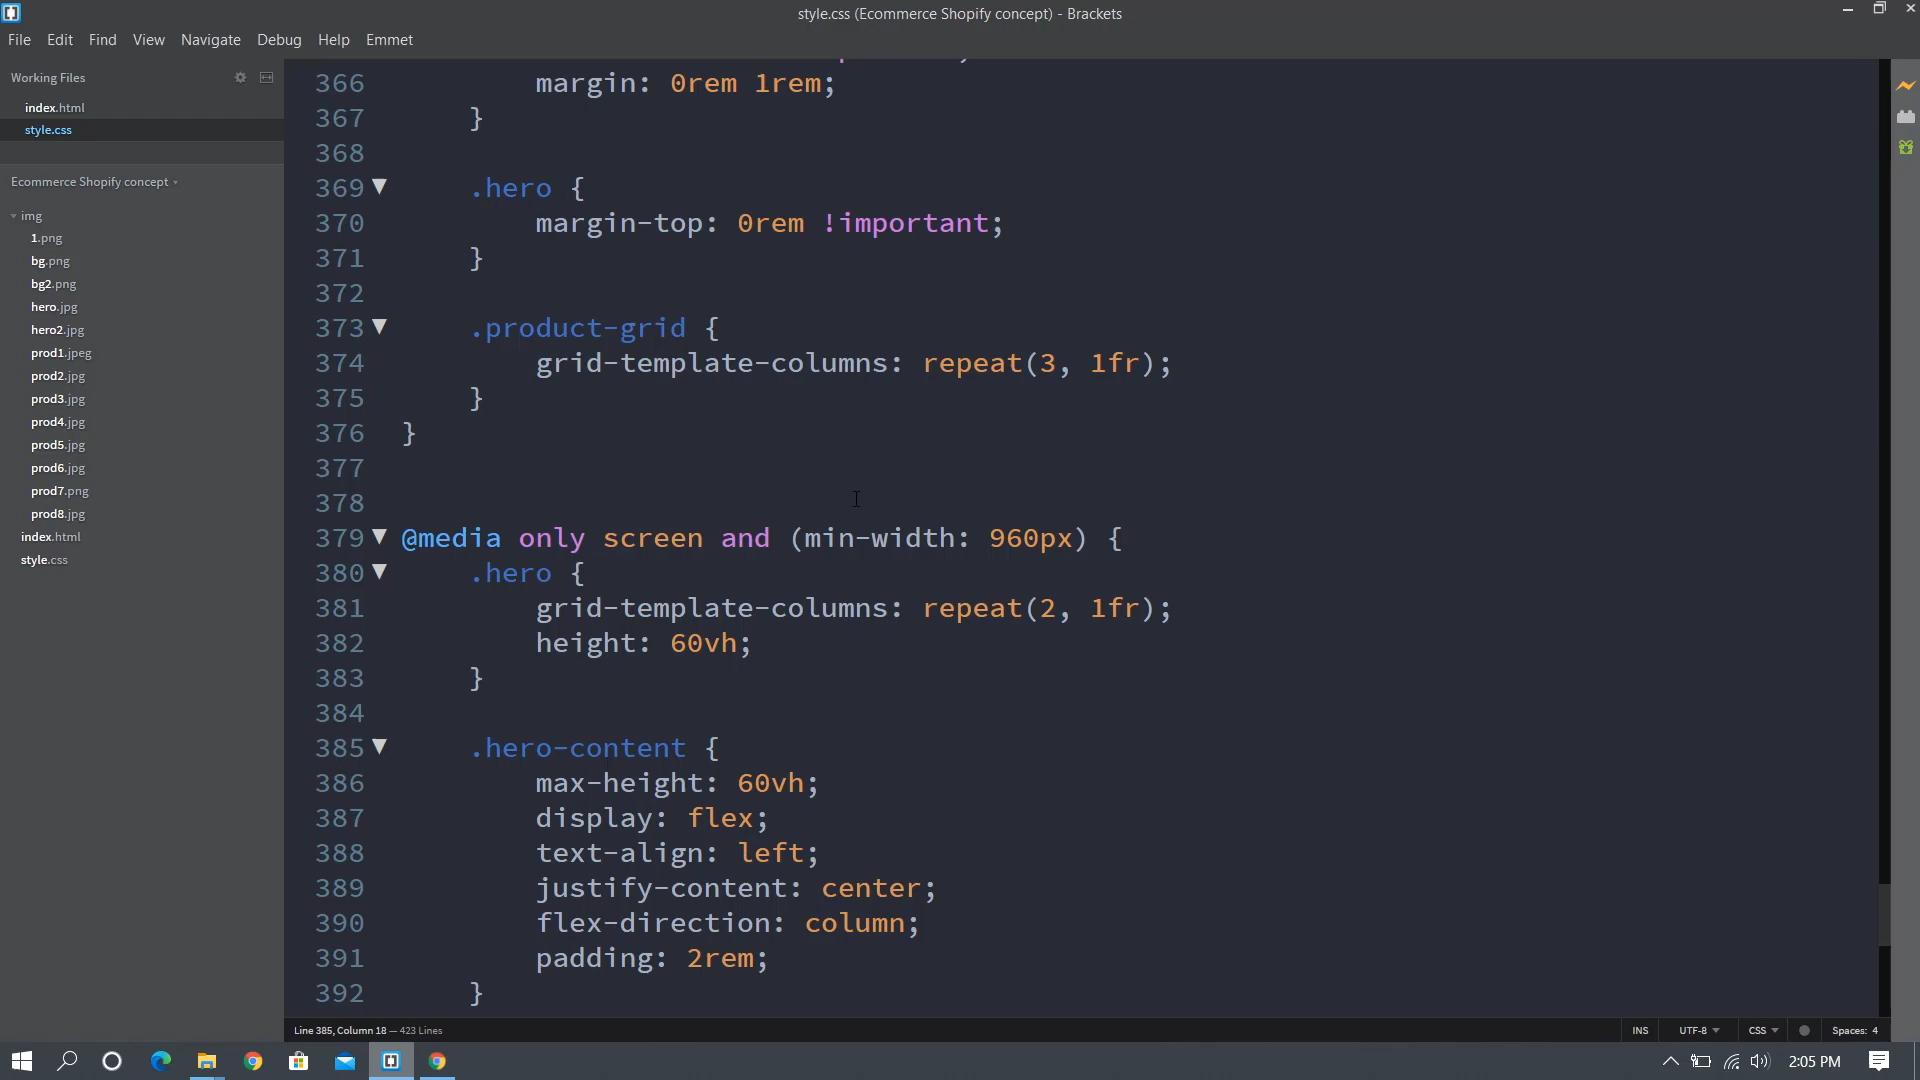 style.css (Ecommerce Shopify concept) - Brackets
File Edit Find View Navigate Debug Help Emmet
Working Files
index.html
style.css
Ecommerce Shopify concept
img
1.png
bg.png
bg2.png
hero.jpg
hero2.jpg
prod1.jpeg
prod2.jpg
prod3.jpg
prod4.jpg
prod5.jpg
prod6.jpg
prod7.png
prod8.jpg
index.html
style.css
366 margin: 0rem 1rem;
367 }
368
369 .hero {
370 margin-top: 0rem !important;
371 }
372
373 .product-grid {
374 grid-template-columns: repeat(3, 1fr);
375 }
376 }
377
378
379 @media only screen and (min-width: 960px) {
380 .hero {
381 grid-template-columns: repeat(2, 1fr);
382 height: 60vh;
383 }
384
385 .hero-content {
386 max-height: 60vh;
387 display: flex;
388 text-align: left;
389 justify-content: center;
390 flex-direction: column;
391 padding: 2rem;
392 }
Line 385, Column 18 — 423 Lines
INS UTF-8 CSS Spaces: 4
2:05 PM